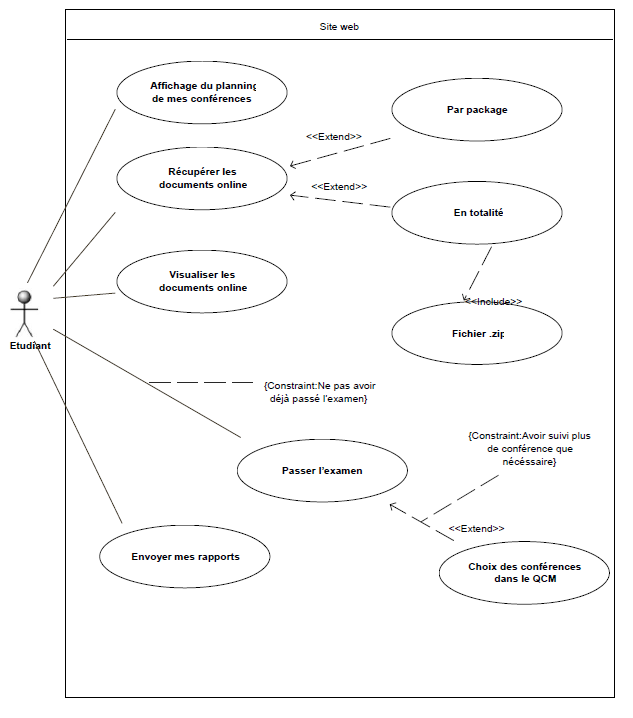 Site web
Affichage du planning
de mes conférences
Par package
<<Extend>>
Récupérer les
documents online
<<Extend>>
En totalité
Visualiser les
documents online
<<Include>>
Fichier .zip
Etudiant
{Constraint:Ne pas avoir
déjà passé l'examen}
{Constraint:Avoir suivi plus
de conférence que
nécéssaire}
Passer l'examen
<<Extend>>
Envoyer mes rapports
Choix des conférences
dans le QCM